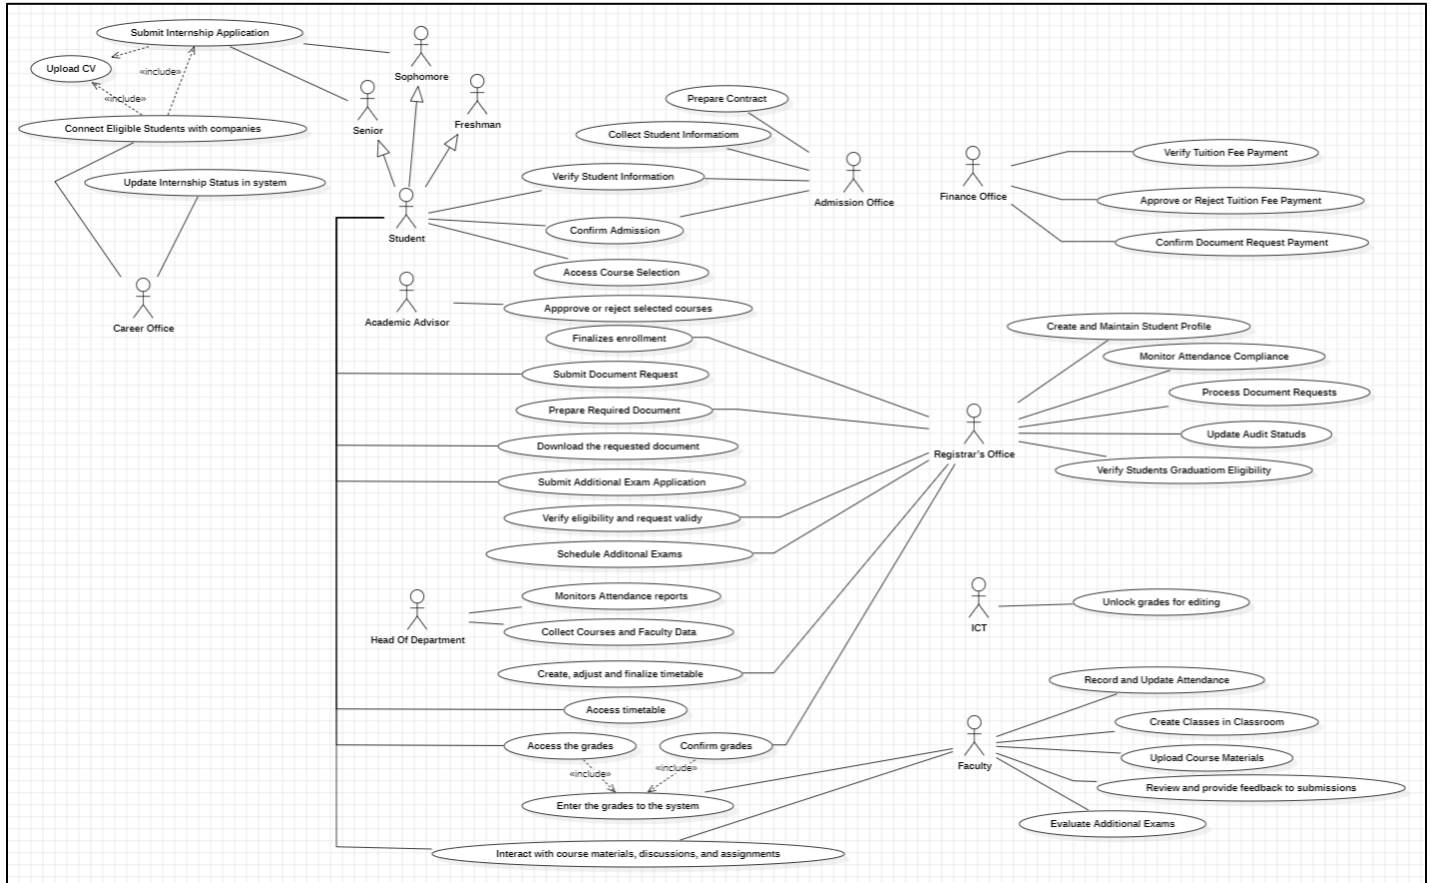 Submit Internship Application
Upload CV
«include»
«include»
Connect Eligible Students with companies
Update Internship Status in system
Career Office
Sophomore
Senior
Freshman
Student
Academic Advisor
Prepare Contract
Collect Student Informatiom
Verify Student Information
Confirm Admission
Access Course Selection
Appprove or reject selected courses
Finalizes enrollment
Submit Document Request
Prepare Required Document
Download the requested document
Submit Additional Exam Application
Verify eligibility and request validy
Schedule Additonal Exams
Monitors Attendance reports
Head Of Department
Collect Courses and Faculty Data
Create, adjust and finalize timetable
Access timetable
Access the grades
Confirm grades
«include»
«include»
Enter the grades to the system
Interact with course materials, discussions, and assignments
Admission Office
Finance Office
Verify Tuition Fee Payment
Approve or Reject Tuition Fee Payment
Confirm Document Request Payment
Create and Maintain Student Profile
Monitor Attendance Compliance
Process Document Requests
Update Audit Statuds
Registrar's Office
Verify Students Graduatiom Eligibility
ICT
Unlock grades for editing
Record and Update Attendance
Create Classes in Classroom
Faculty
Upload Course Materials
Review and provide feedback to submissions
Evaluate Additional Exams